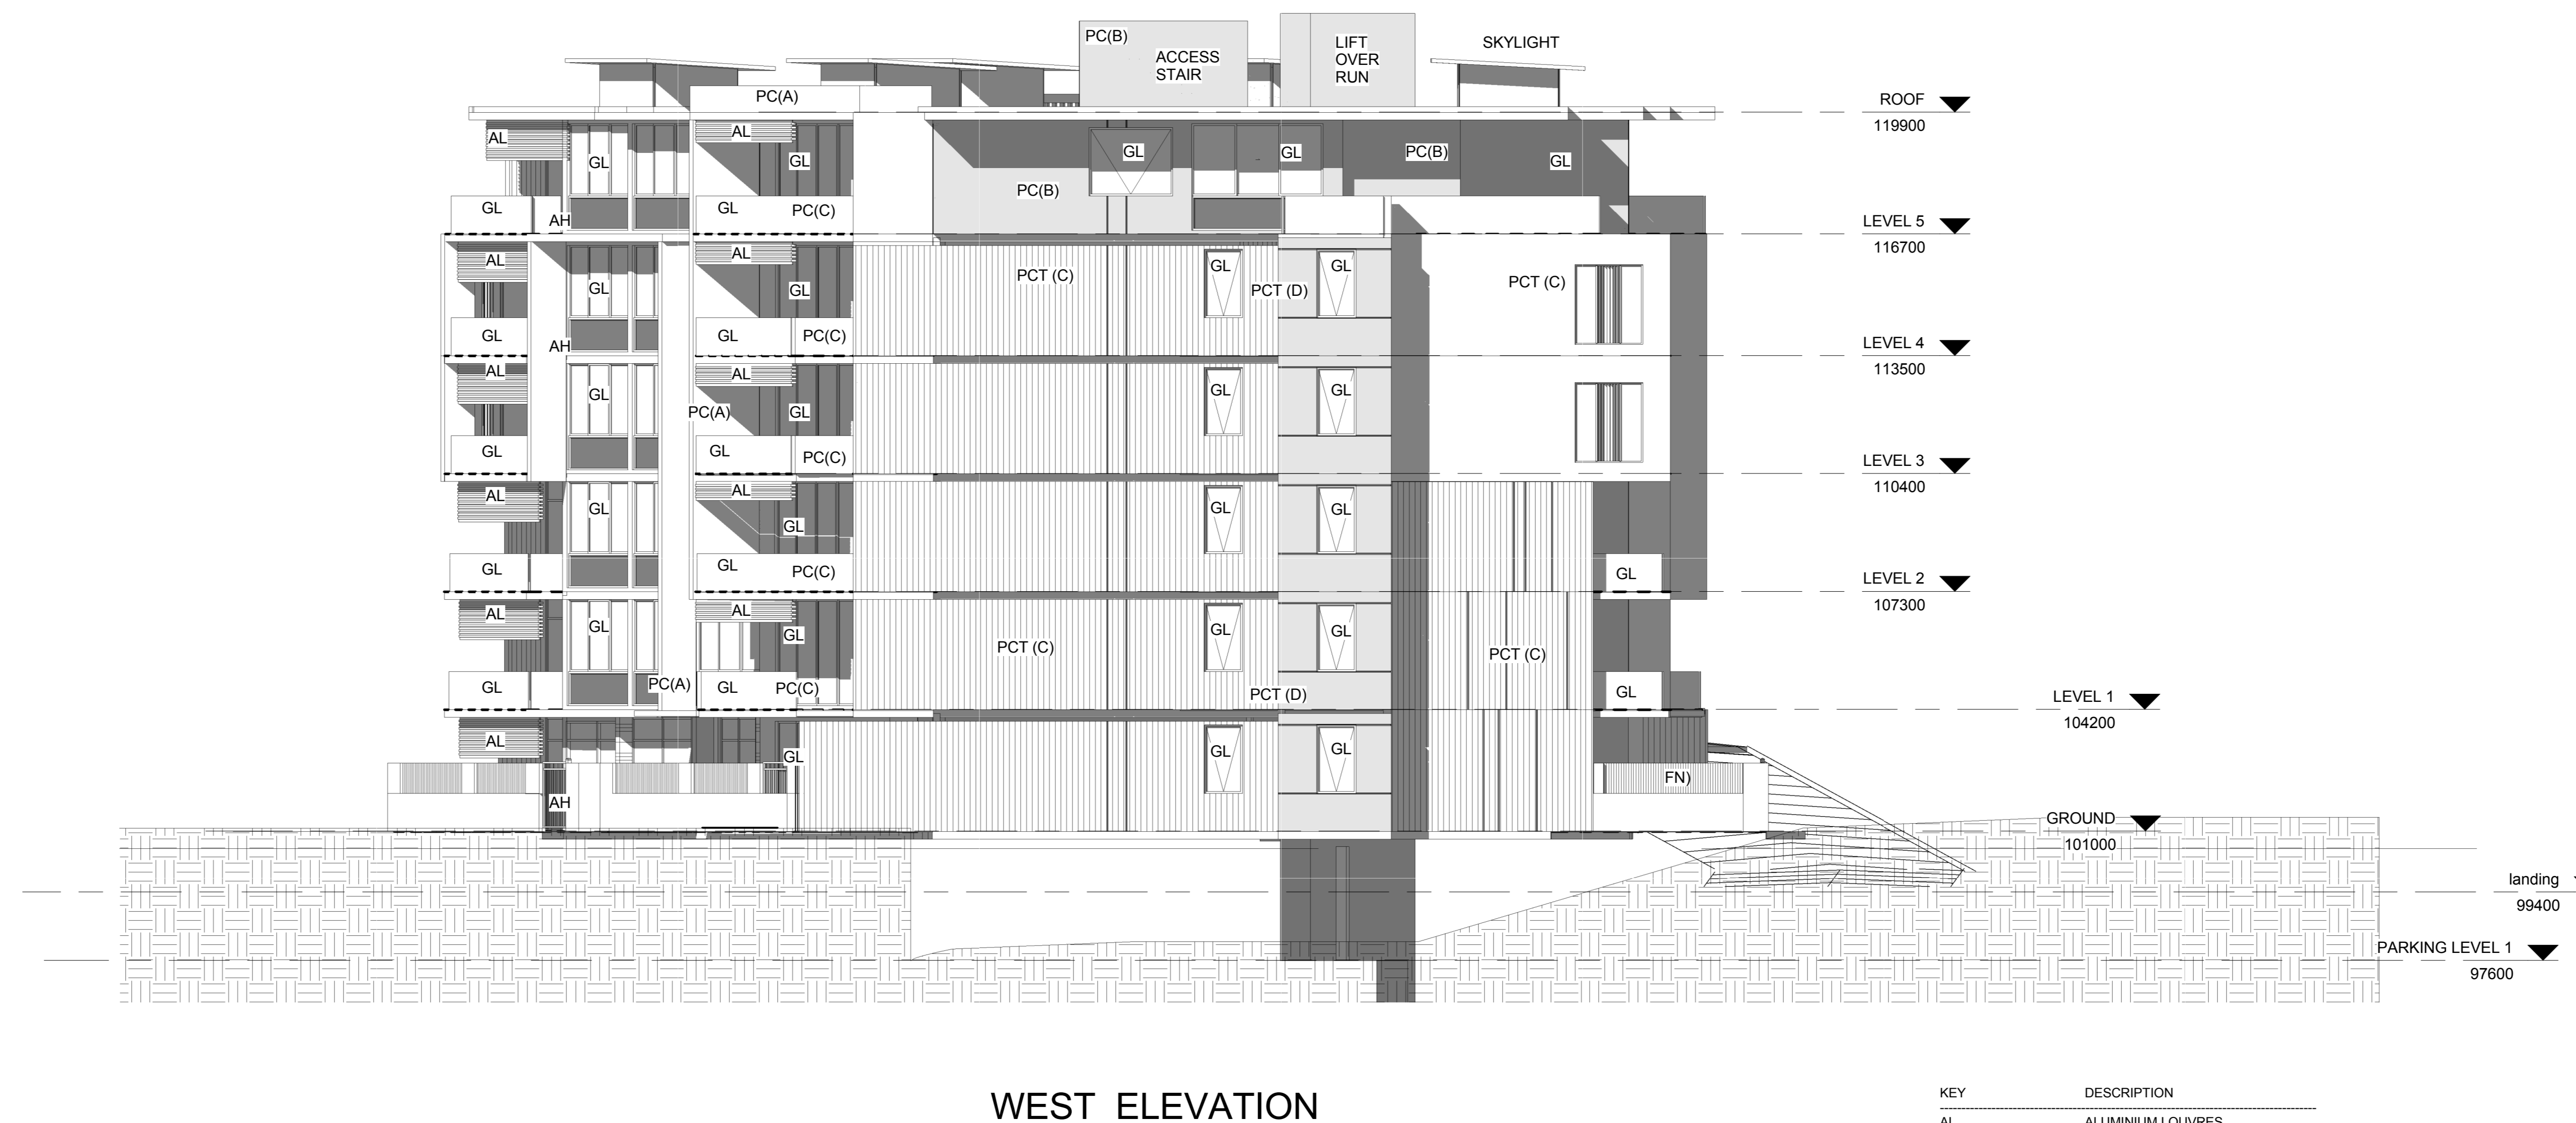 PC(B)
ACCESS
STAIR
LIFT
OVER
RUN
SKYLIGHT
PC(A)
ROOF
119900
AL
AL
GL
GL
GL
GL
PC(B)
GL
PC(B)
GL
AH
GL
PC(C)
LEVEL 5
116700
AL
AL
GL
GL
PCT (C)
GL
PCT (D)
GL
PCT (C)
GL
AH
GL
PC(C)
LEVEL 4
113500
AL
AL
GL
PC(A)
GL
GL
GL
GL
GL
PC(C)
LEVEL 3
110400
AL
AL
GL
GL
GL
GL
GL
GL
PC(C)
GL
LEVEL 2
107300
AL
AL
GL
GL
GL
GL
PCT (C)
PCT (C)
GL
PC(A)
GL
PC(C)
PCT (D)
GL
LEVEL 1
104200
AL
GL
GL
GL
AH
FN)
GROUND
101000
landing
99400
PARKING LEVEL 1
97600
WEST ELEVATION
KEY DESCRIPTION
AL ALUMINIUM LOUVRES